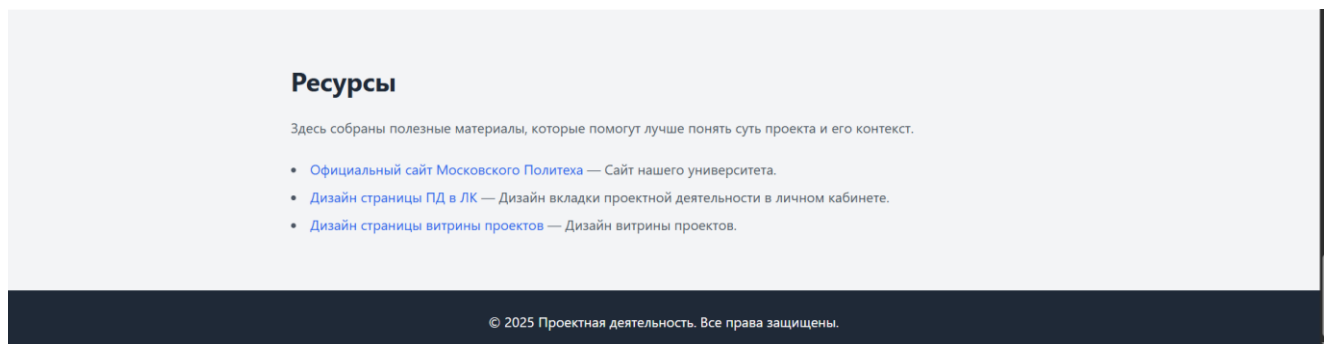 Ресурсы
Здесь собраны полезные материалы, которые помогут лучше понять суть проекта и его контекст.
• Официальный сайт Московского Политеха — Сайт нашего университета.
• Дизайн страницы ПД в ЛК — Дизайн вкладки проектной деятельности в личном кабинете.
• Дизайн страницы витрины проектов — Дизайн витрины проектов.
© 2025 Проектная деятельность. Все права защищены.